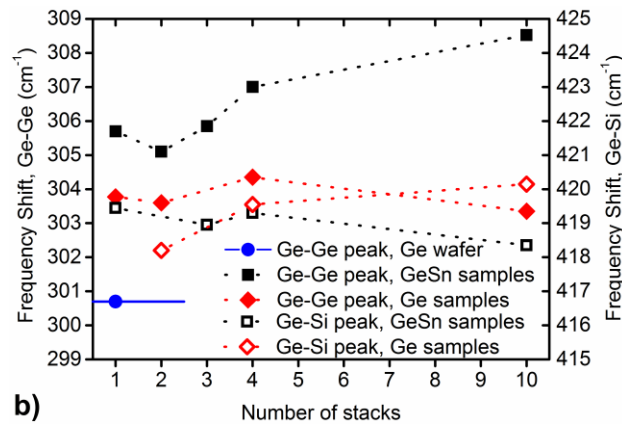 309
308
307
306
305
304
303
302
301
300
299
Frequency Shift, Ge-Ge (cm⁻¹)
425
424
423
422
421
420
419
418
417
416
415
Frequency Shift, Ge-Si (cm⁻¹)
Ge-Ge peak, Ge wafer
Ge-Ge peak, GeSn samples
Ge-Ge peak, Ge samples
Ge-Si peak, GeSn samples
Ge-Si peak, Ge samples
1 2 3 4 5 6 7 8 9 10
Number of stacks
b)